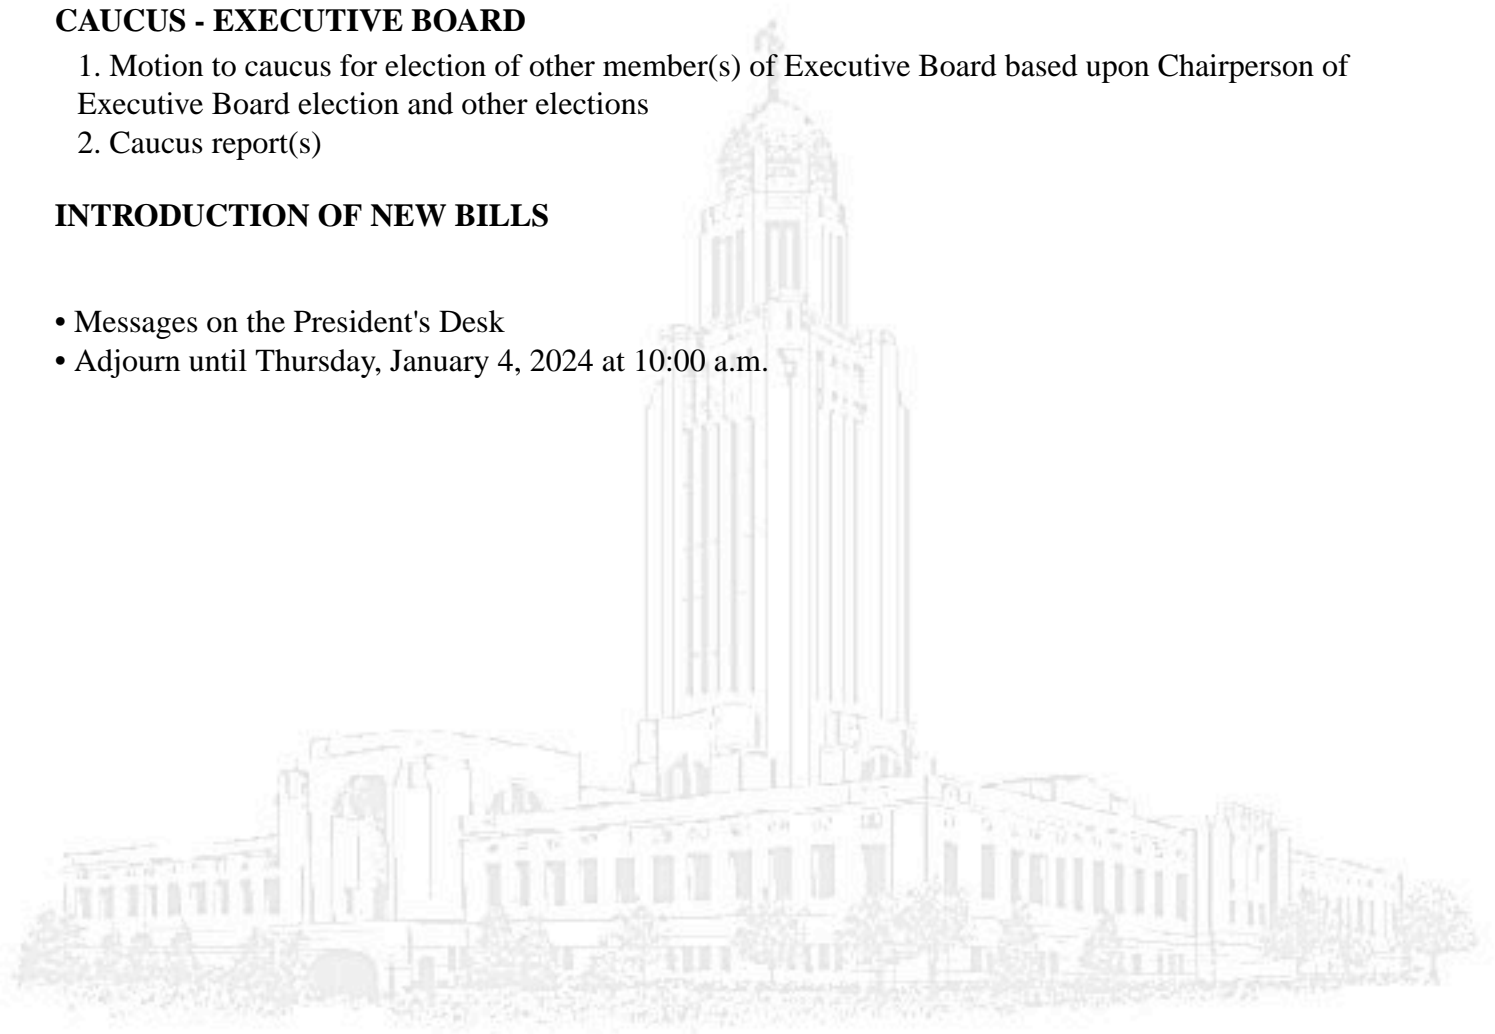 CAUCUS - EXECUTIVE BOARD
1. Motion to caucus for election of other member(s) of Executive Board based upon Chairperson of
Executive Board election and other elections
2. Caucus report(s)
INTRODUCTION OF NEW BILLS
• Messages on the President's Desk
• Adjourn until Thursday, January 4, 2024 at 10:00 a.m.